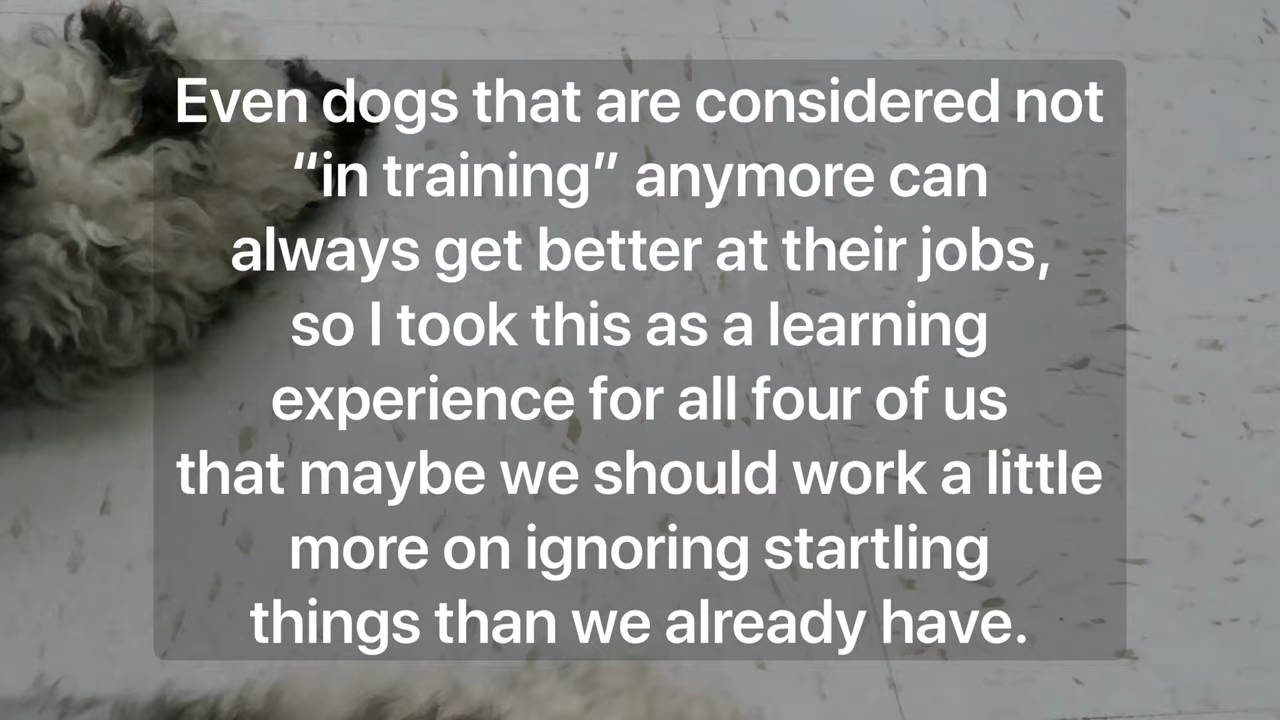 Even dogs that are considered not
“in training” anymore can
always get better at their jobs,
so I took this as a learning
experience for all four of us
that maybe we should work a little
more on ignoring startling
things than we already have.